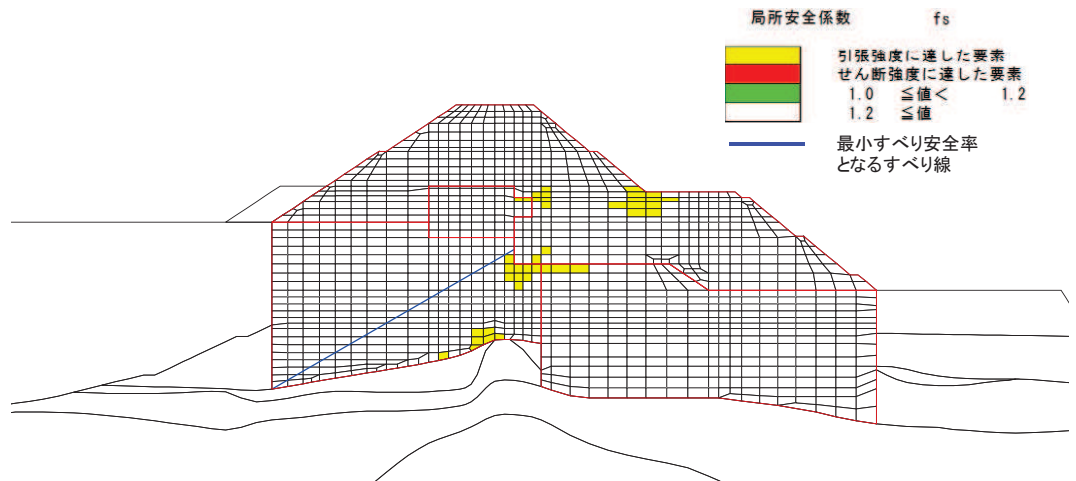 局所安全係数 fs
引張強度に達した要素
せん断強度に達した要素
1.0 ≦値< 1.2
1.2 ≦値
最小すべり安全率
となるすべり線